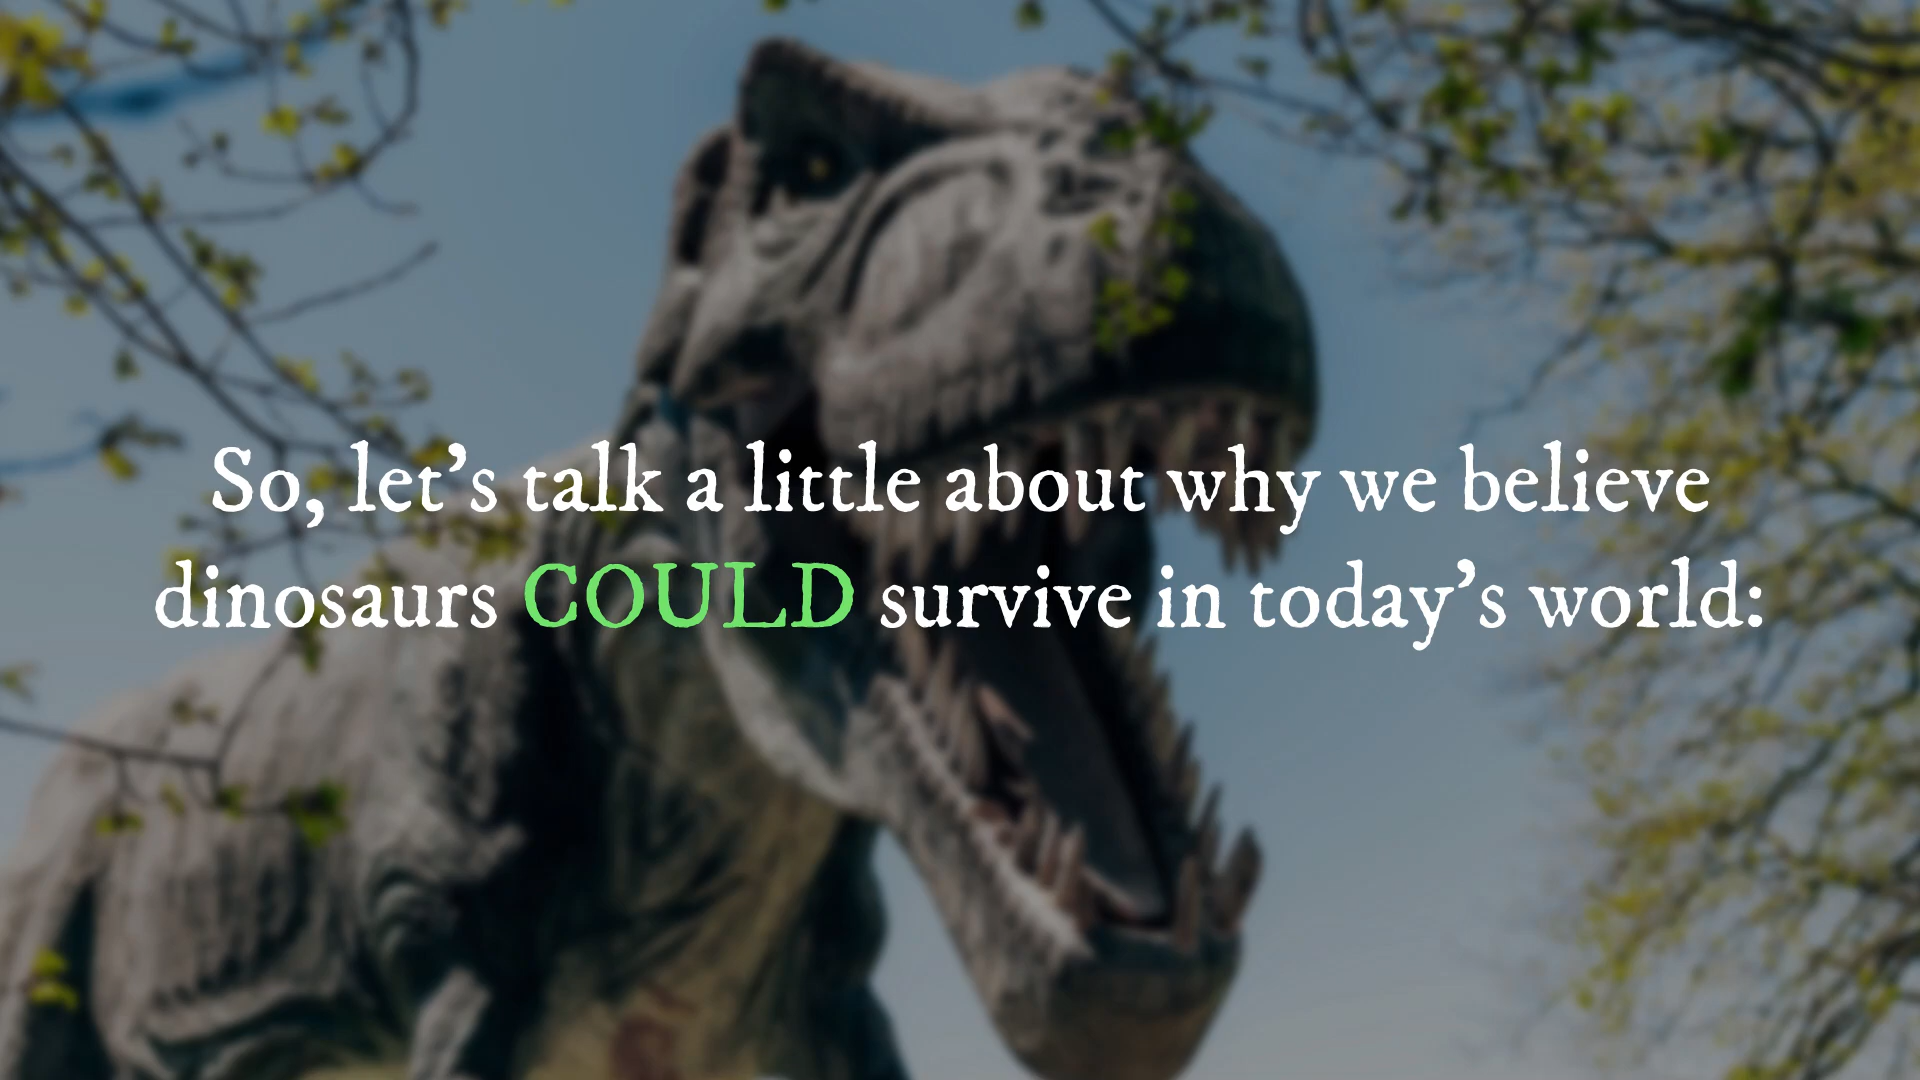 So, let’s talk a little about why we believe
dinosaurs COULD survive in today’s world: